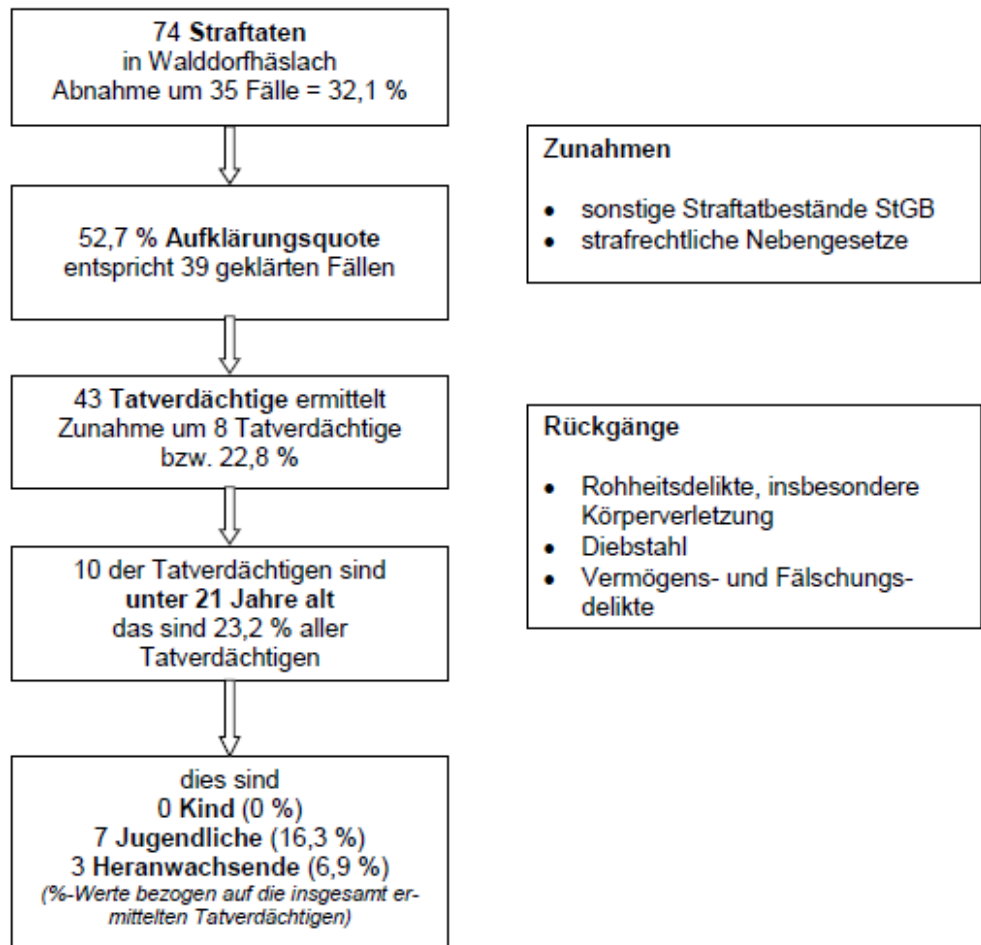 74 Straftaten
in Walddorfhäslach
Abnahme um 35 Fälle = 32,1 %
52,7 % Aufklärungsquote
entspricht 39 geklärten Fällen
43 Tatverdächtige ermittelt
Zunahme um 8 Tatverdächtige
bzw. 22,8 %
10 der Tatverdächtigen sind
unter 21 Jahre alt
das sind 23,2 % aller
Tatverdächtigen
dies sind
0 Kind (0 %)
7 Jugendliche (16,3 %)
3 Heranwachsende (6,9 %)
(%-Werte bezogen auf die insgesamt er-
mittelten Tatverdächtigen)
Zunahmen
• sonstige Straftatbestände StGB
• strafrechtliche Nebengesetze
Rückgänge
• Rohheitsdelikte, insbesondere
Körperverletzung
• Diebstahl
• Vermögens- und Fälschungs-
delikte